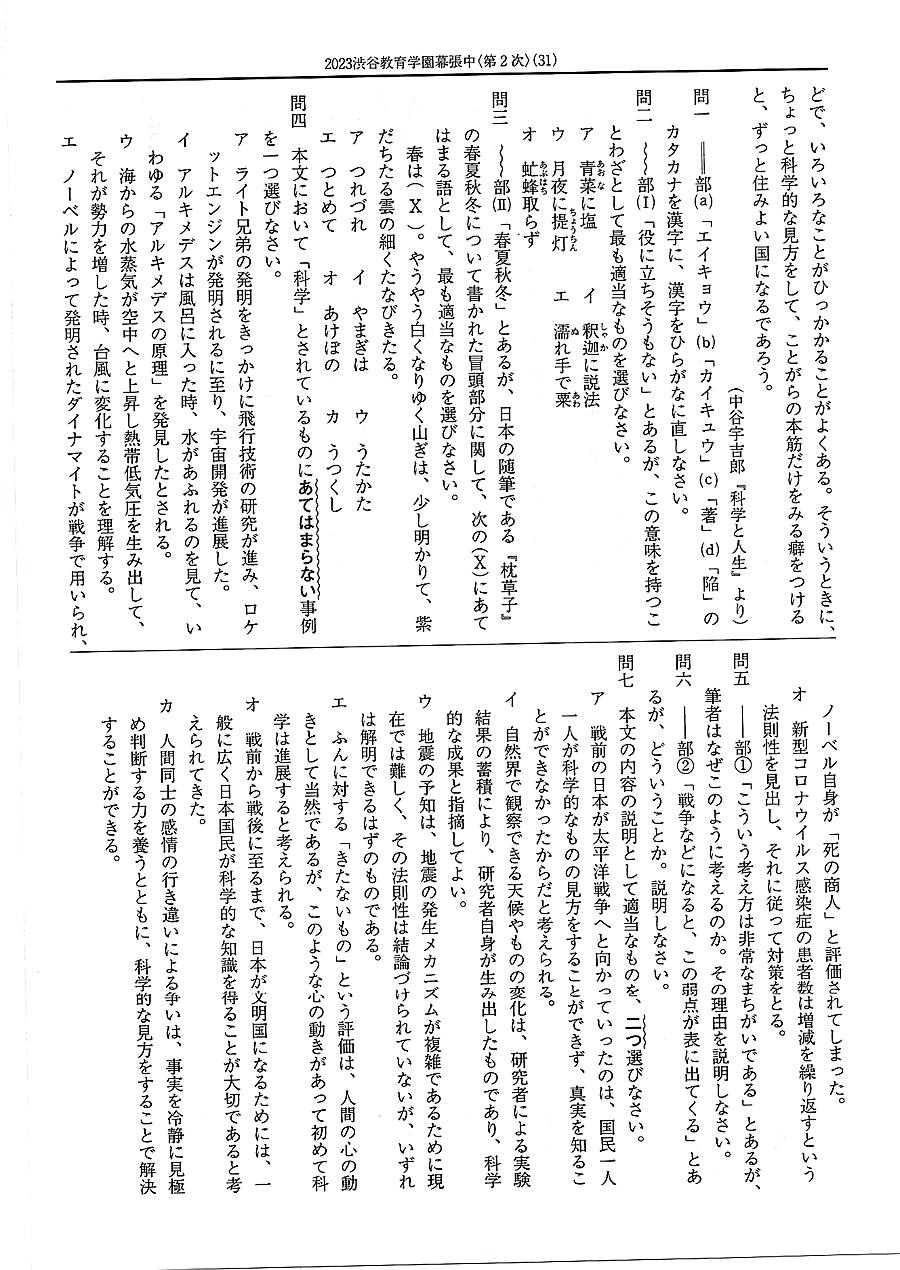 2023渋谷教育学園幕張中〈第2次〉(31)
どで、いろいろなことがひっかかることがよくある。そういうときに、
ちょっと科学的な見方をして、ことがらの本筋だけをみる癖をつける
と、ずっと住みよい国になるであろう。
(中谷宇吉郎『科学と人生』より)
問一 ══部(a)「エイキョウ」(b)「カイキュウ」(c)「著」(d)「陥」の
カタカナを漢字に、漢字をひらがなに直しなさい。
問二 〜〜部(Ⅰ)「役に立ちそうもない」とあるが、この意味を持つこ
とわざとして最も適当なものを選びなさい。
ア 青菜に塩 イ 釈迦に説法
ウ 月夜に提灯 エ 濡れ手で粟
オ 虻蜂取らず
問三 〜〜部(Ⅱ)「春夏秋冬」とあるが、日本の随筆である『枕草子』
の春夏秋冬について書かれた冒頭部分に関して、次の(X)にあて
はまる語として、最も適当なものを選びなさい。
春は(X)。やうやう白くなりゆく山ぎは、少し明かりて、紫
だちたる雲の細くたなびきたる。
ア つれづれ イ やまぎは ウ うたかた
エ つとめて オ あけぼの カ うつくし
問四 本文において「科学」とされているものにあてはまらない事例
を一つ選びなさい。
ア ライト兄弟の発明をきっかけに飛行技術の研究が進み、ロケ
ットエンジンが発明されるに至り、宇宙開発が進展した。
イ アルキメデスは風呂に入った時、水があふれるのを見て、い
わゆる「アルキメデスの原理」を発見したとされる。
ウ 海からの水蒸気が空中へと上昇し熱帯低気圧を生み出して、
それが勢力を増した時、台風に変化することを理解する。
エ ノーベルによって発明されたダイナマイトが戦争で用いられ、
ノーベル自身が「死の商人」と評価されてしまった。
オ 新型コロナウイルス感染症の患者数は増減を繰り返すという
法則性を見出し、それに従って対策をとる。
問五 ──部①「こういう考え方は非常なまちがいである」とあるが、
筆者はなぜこのように考えるのか。その理由を説明しなさい。
問六 ──部②「戦争などになると、この弱点が表に出てくる」とあ
るが、どういうことか。説明しなさい。
問七 本文の内容の説明として適当なものを、二つ選びなさい。
ア 戦前の日本が太平洋戦争へと向かっていったのは、国民一人
一人が科学的なものの見方をすることができず、真実を知るこ
とができなかったからだと考えられる。
イ 自然界で観察できる天候やものの変化は、研究者による実験
結果の蓄積により、研究者自身が生み出したものであり、科学
的な成果と指摘してよい。
ウ 地震の予知は、地震の発生メカニズムが複雑であるために現
在では難しく、その法則性は結論づけられていないが、いずれ
は解明できるはずのものである。
エ ふんに対する「きたないもの」という評価は、人間の心の動
きとして当然であるが、このような心の動きがあって初めて科
学は進展すると考えられる。
オ 戦前から戦後に至るまで、日本が文明国になるためには、一
般に広く日本国民が科学的な知識を得ることが大切であると考
えられてきた。
カ 人間同士の感情の行き違いによる争いは、事実を冷静に見極
め判断する力を養うとともに、科学的な見方をすることで解決
することができる。